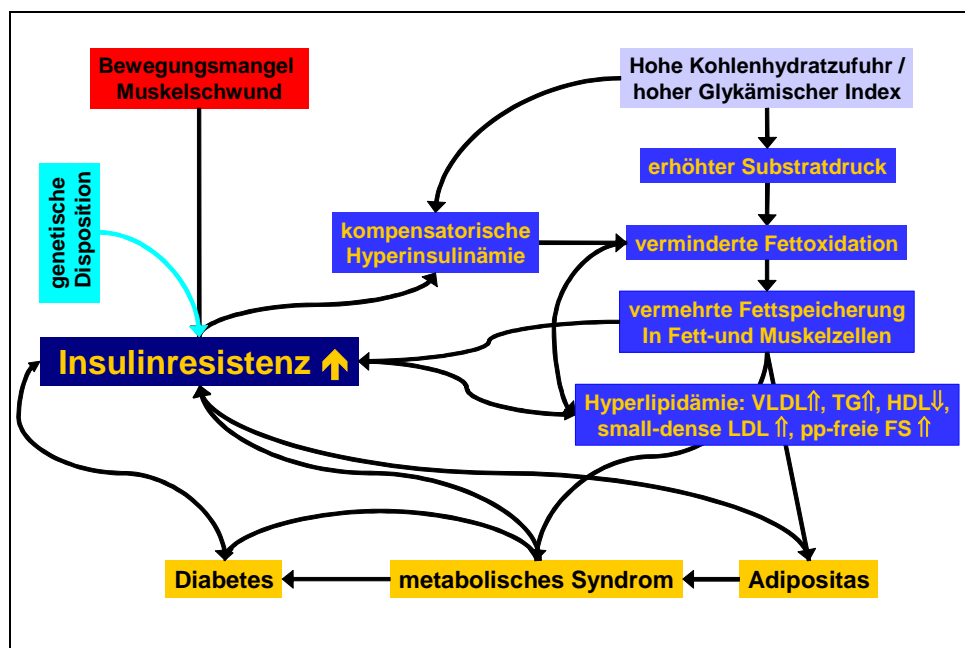 Bewegungsmangel
Muskelschwund
Hohe Kohlenhydratzufuhr /
hoher Glykämischer Index
genetische
Disposition
erhöhter Substratdruck
kompensatorische
Hyperinsulinämie
verminderte Fettoxidation
vermehrte Fettspeicherung
In Fett-und Muskelzellen
Insulinresistenz ↑
Hyperlipidämie: VLDL⇑, TG⇑, HDL⇓,
small-dense LDL ⇑, pp-freie FS ⇑
Diabetes
metabolisches Syndrom
Adipositas